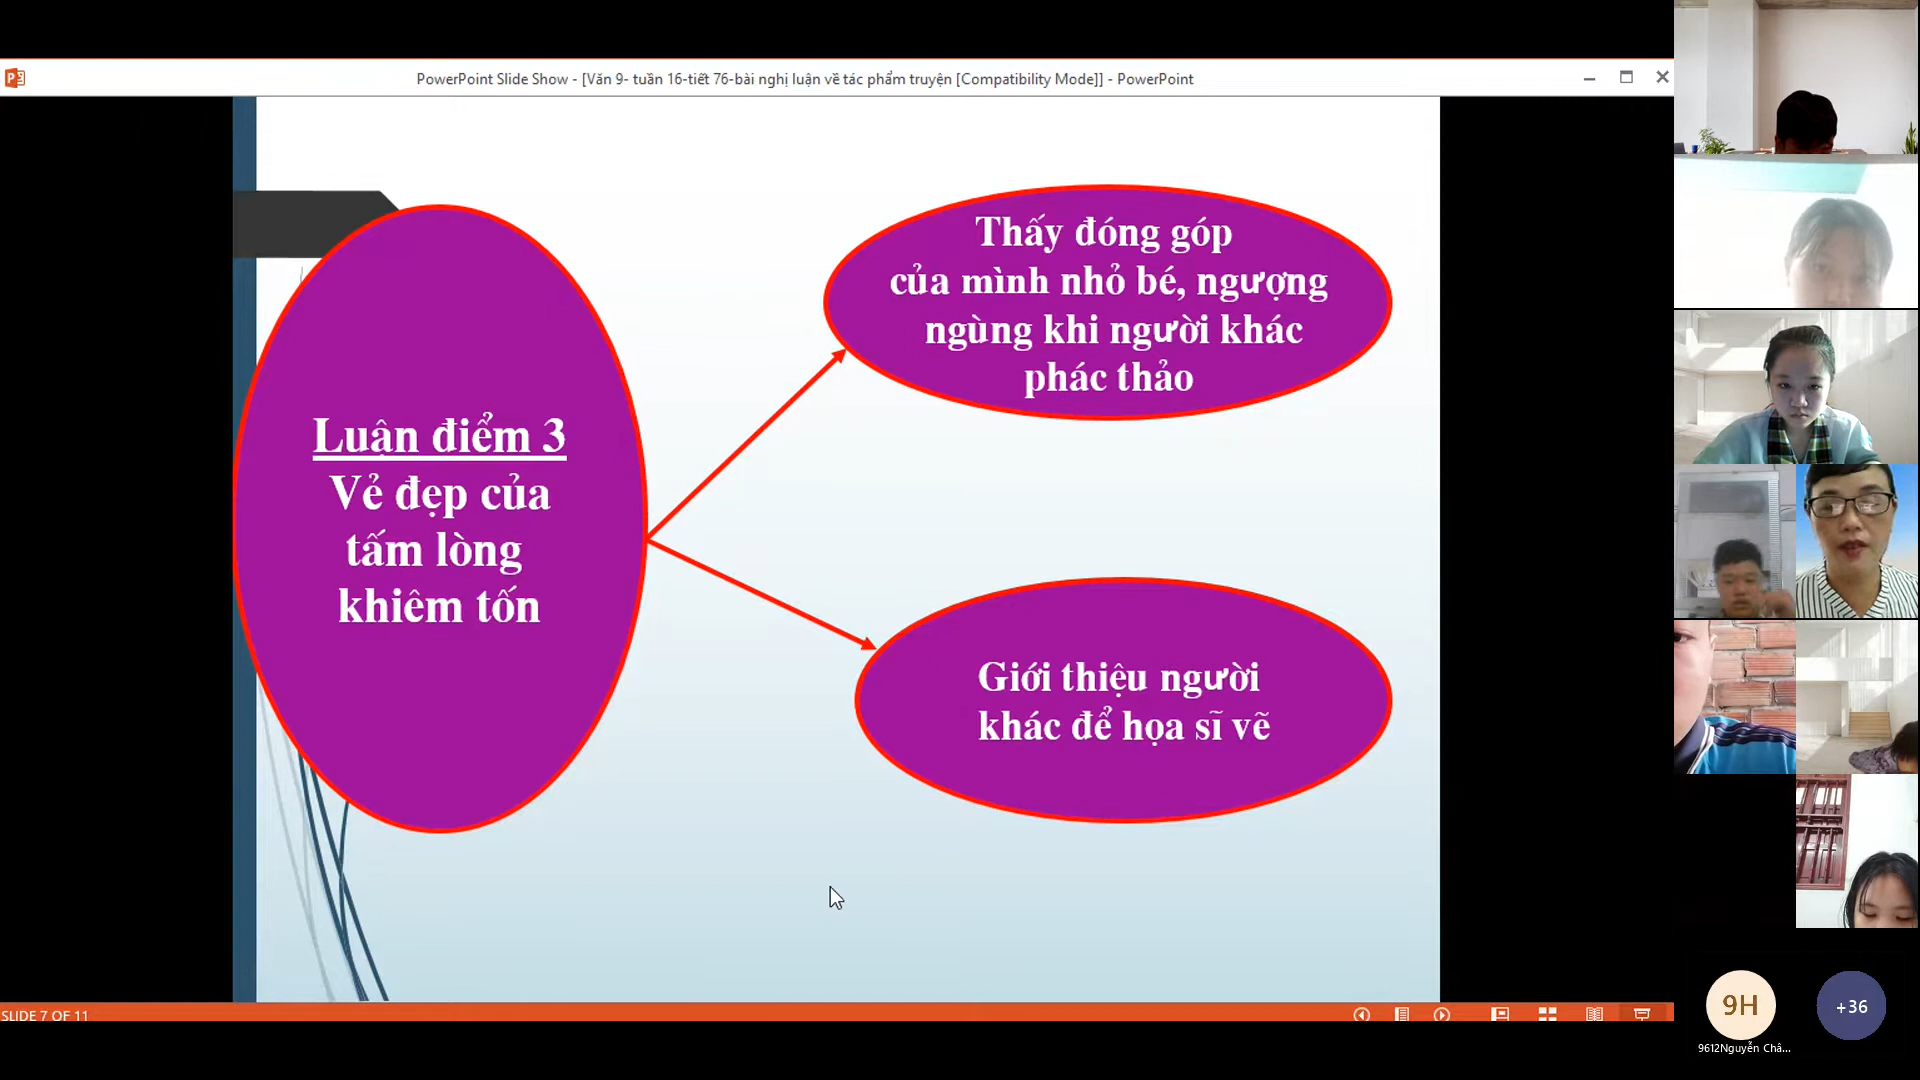 PowerPoint Slide Show - [Văn 9- tuần 16-tiết 76-bài nghị luận về tác phẩm truyện [Compatibility Mode]] - PowerPoint
Luận điểm 3
Vẻ đẹp của
tấm lòng
khiêm tốn
Thấy đóng góp
của mình nhỏ bé, ngượng
ngùng khi người khác
phác thảo
Giới thiệu người
khác để họa sĩ vẽ
SLIDE 7 OF 11
9H
9612Nguyễn Châ...
+36